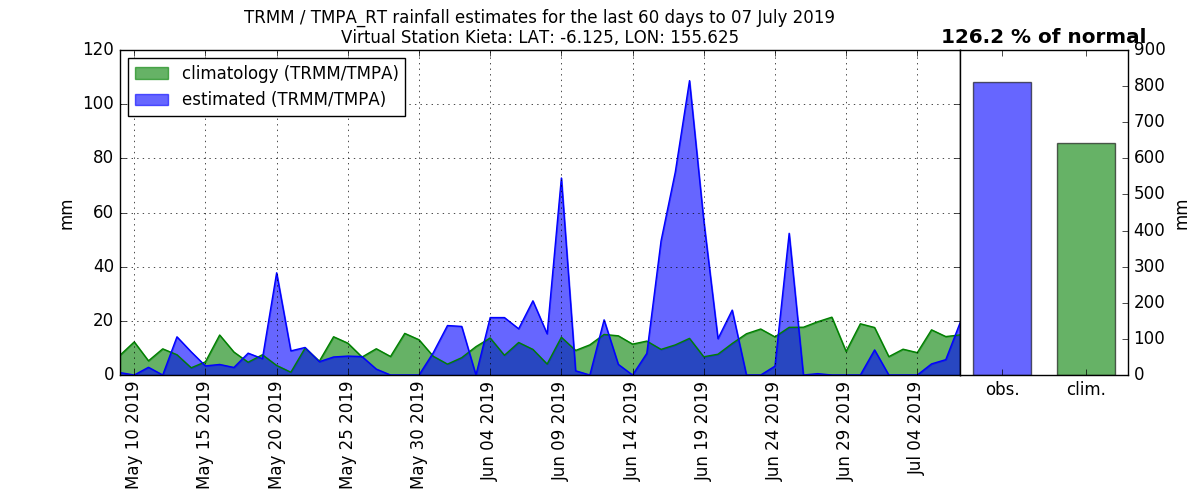 TRMM / TMPA_RT rainfall estimates for the last 60 days to 07 July 2019
Virtual Station Kieta: LAT: -6.125, LON: 155.625
126.2 % of normal
climatology (TRMM/TMPA)
estimated (TRMM/TMPA)
mm
120
100
80
60
40
20
0
May 10 2019
May 15 2019
May 20 2019
May 25 2019
May 30 2019
Jun 04 2019
Jun 09 2019
Jun 14 2019
Jun 19 2019
Jun 24 2019
Jun 29 2019
Jul 04 2019
900
800
700
600
500
400
300
200
100
0
mm
obs.
clim.